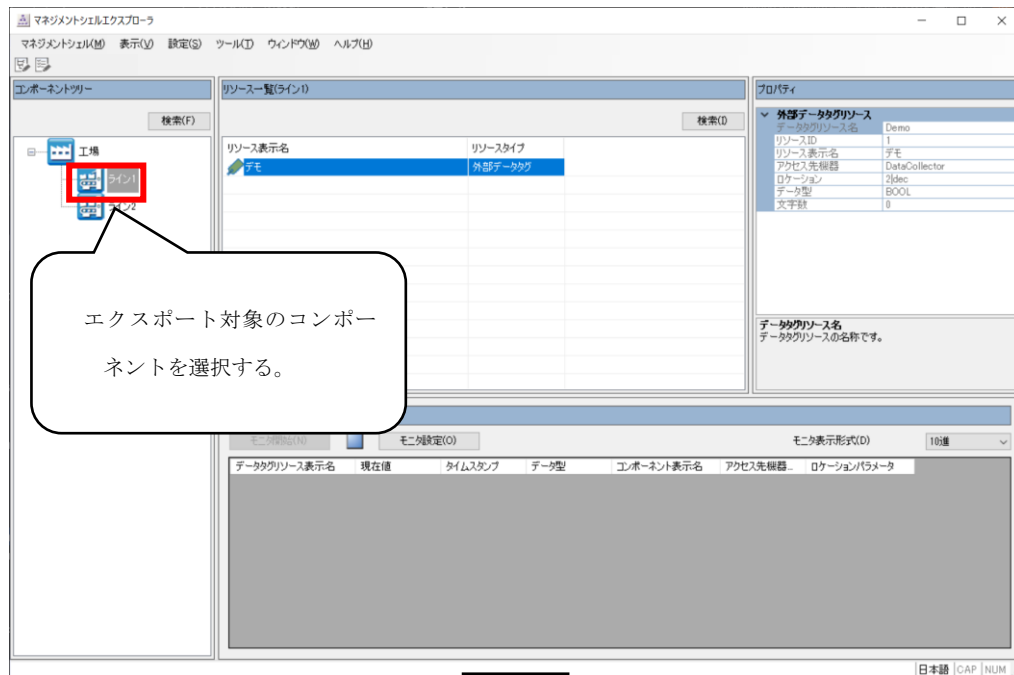 マネジメントシェルエクスプローラ
マネジメントシェル(M) 表示(V) 設定(S) ツール(T) ウィンドウ(W) ヘルプ(H)
コンポーネントツリー
検索(F)
工場
ライン1
ライン2
エクスポート対象のコンポー
ネントを選択する。
リソース一覧(ライン1)
検索(I)
リソース表示名 リソースタイプ
デモ 外部データタグ
プロパティ
外部データタグリソース
データタグリソース名 Demo
リソースID 1
リソース表示名 デモ
アクセス先機器 DataCollector
ロケーション 2|dec
データ型 BOOL
文字数 0
データタグリソース名
データタグリソースの名称です。
モニタ開始(N) モニタ設定(O) モニタ表示形式(D) 10進
データタグリソース表示名 現在値 タイムスタンプ データ型 コンポーネント表示名 アクセス先機器... ロケーションパラメータ
日本語 CAP NUM